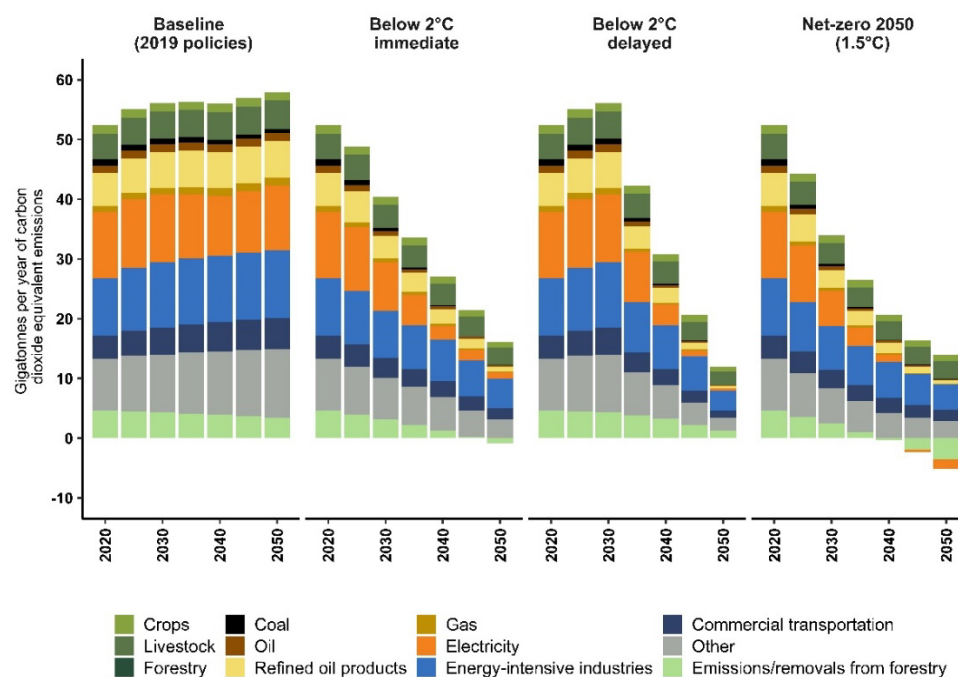 Baseline
(2019 policies)
Below 2°C
immediate
Below 2°C
delayed
Net-zero 2050
(1.5°C)
Gigatonnes per year of carbon
dioxide equivalent emissions
60
50
40
30
20
10
0
-10
2020
2030
2040
2050
2020
2030
2040
2050
2020
2030
2040
2050
2020
2030
2040
2050
Crops
Livestock
Forestry
Coal
Oil
Refined oil products
Gas
Electricity
Energy-intensive industries
Commercial transportation
Other
Emissions/removals from forestry